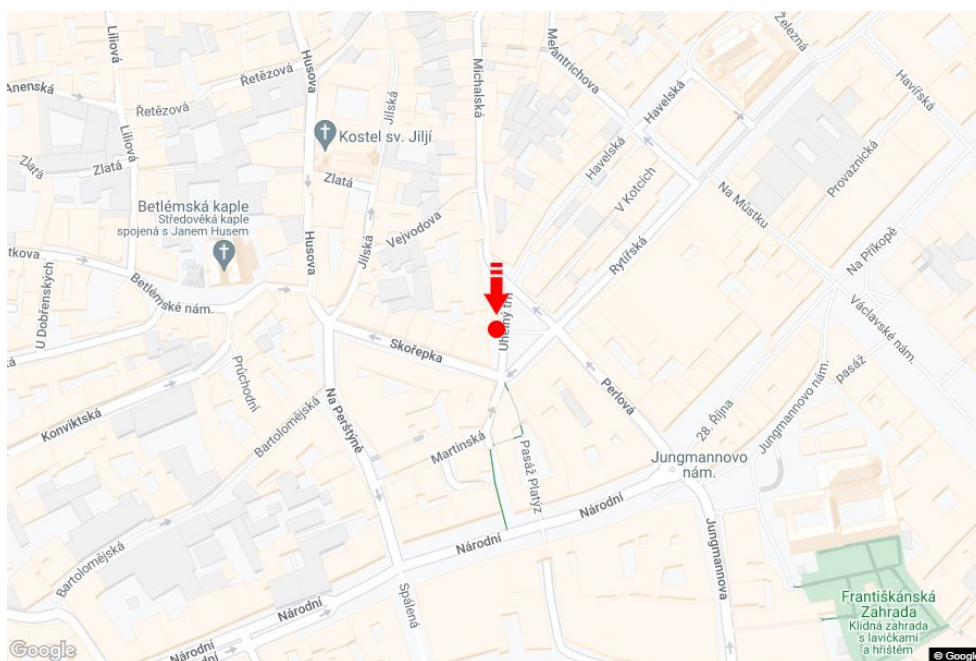 Anenská
Liliová
Řetězová
Husova
Michalská
Melantrichova
Železná
Havířská
Řetězová
Jilská
Kostel sv. Jiljí
Havelská
Havelská
Provaznická
Liliová
Zlatá
Zlatá
Zlatá
V Kotcích
Na Můstku
Betlémská kaple
Středověká kaple
spojená s Janem Husem
Vejvodova
Rytířská
Na Příkopě
Husova
Jilská
tkova
Betlémské nám.
U Dobřenských
Uhelný trh
Václavské nám.
Skořepka
Průchodní
Perlová
Jungmannovo nám.
pasáž
Konviktská
Na Perštýně
Bartolomějská
28. Října
Martinská
Pasáž Platýz
Jungmannovo
nám.
Národní
Národní
Jungmannova
Bartolomějská
Spálená
Národní
Národní
Františkánská
Zahrada
Klidná zahrada
s lavičkami
a hřištěm
Google
© Google